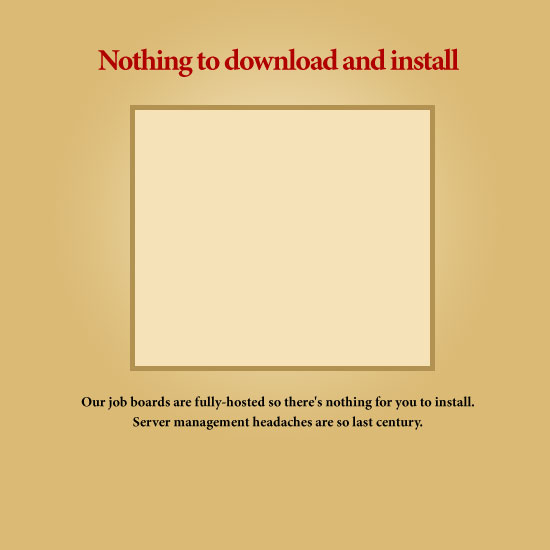 Nothing to download and install
Our job boards are fully-hosted so there's nothing for you to install.
Server management headaches are so last century.